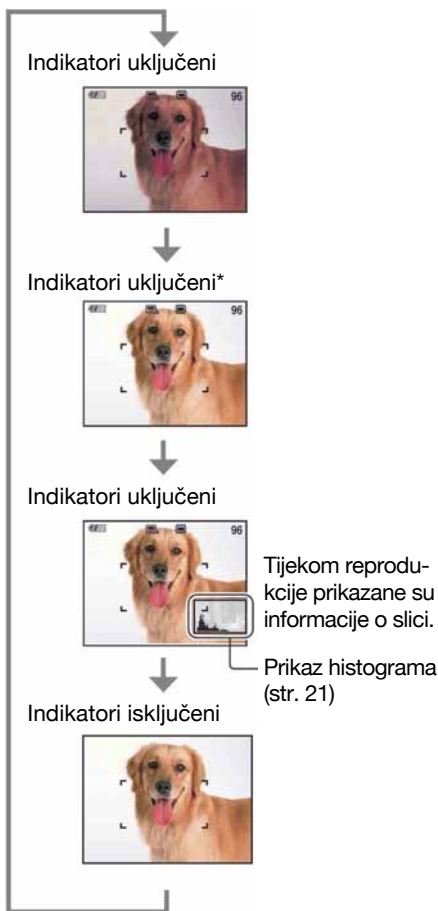 Indikatori uključeni
96
Indikatori uključeni*
96
Indikatori uključeni
96
Tijekom reprodu-
kcije prikazane su
informacije o slici.
Prikaz histograma
(str. 21)
Indikatori isključeni